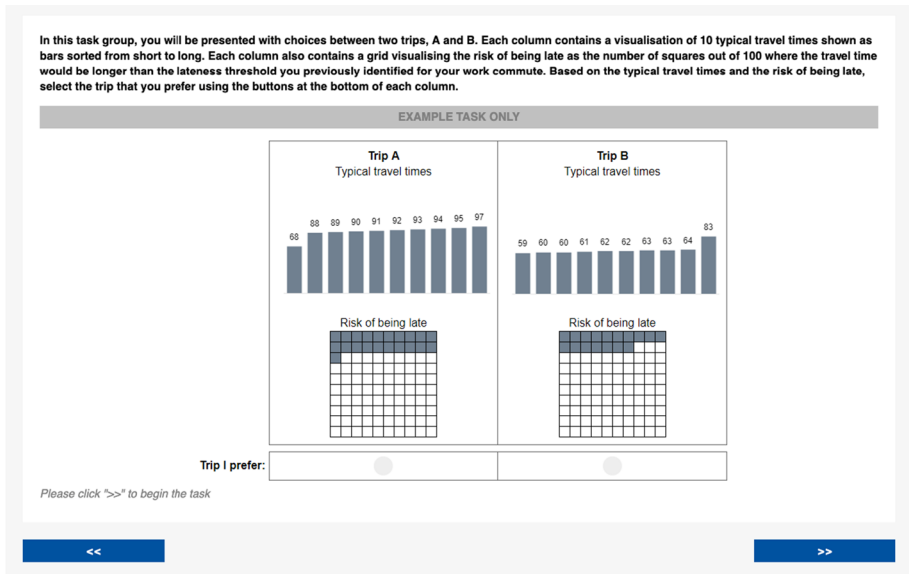 In this task group, you will be presented with choices between two trips, A and B. Each column contains a visualisation of 10 typical travel times shown as
bars sorted from short to long. Each column also contains a grid visualising the risk of being late as the number of squares out of 100 where the travel time
would be longer than the lateness threshold you previously identified for your work commute. Based on the typical travel times and the risk of being late,
select the trip that you prefer using the buttons at the bottom of each column.
EXAMPLE TASK ONLY
Trip A
Typical travel times
68 88 89 90 91 92 93 94 95 97
Risk of being late
Trip B
Typical travel times
59 60 60 61 62 62 63 63 64 83
Risk of being late
Trip I prefer:
Please click ">>" to begin the task
<<
>>